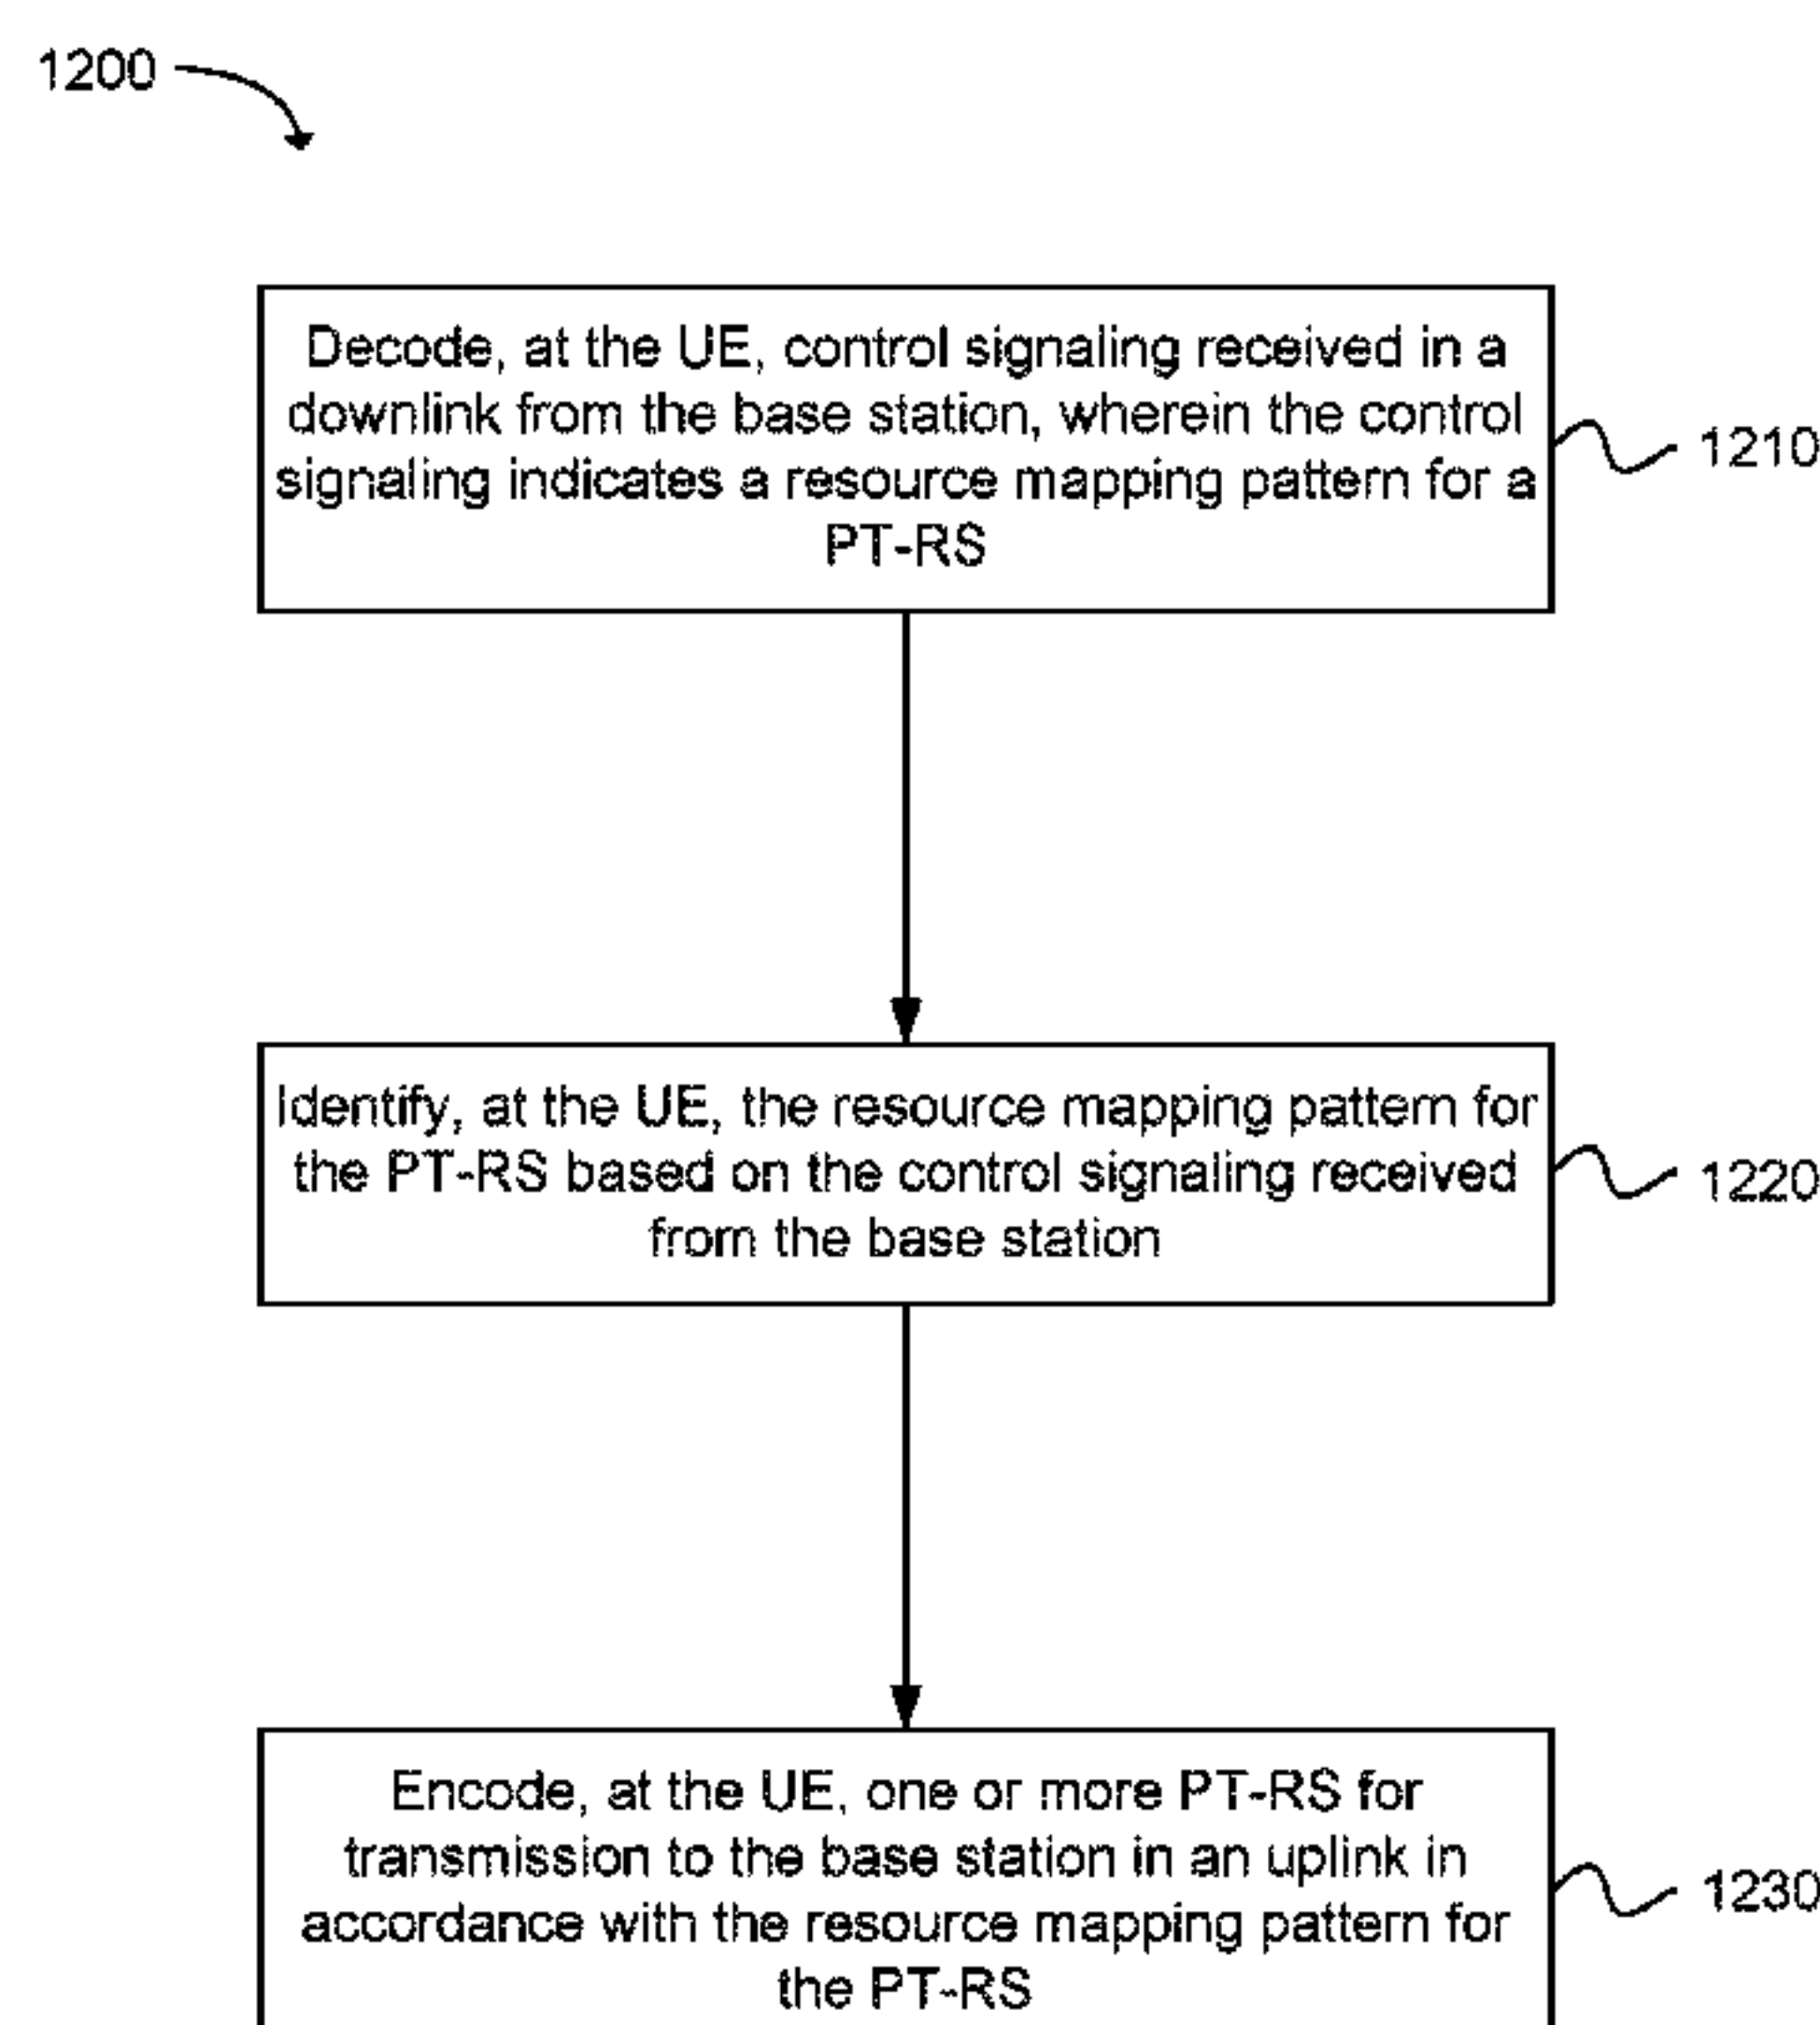 1200
Decode, at the UE, control signaling received in a
downlink from the base station, wherein the control
signaling indicates a resource mapping pattern for a
PT-RS
1210
Identify, at the UE, the resource mapping pattern for
the PT-RS based on the control signaling received
from the base station
1220
Encode, at the UE, one or more PT-RS for
transmission to the base station in an uplink in
accordance with the resource mapping pattern for
the PT-RS
1230